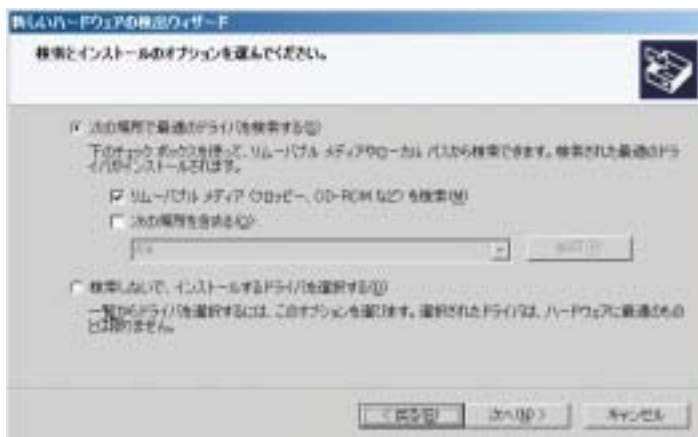 新しいハードウェアの検出ウィザード
検索とインストールのオプションを選んでください。
次の場所で最適のドライバを検索する(S)
下のチェック ボックスを使って、リムーバブル メディアやローカル パスから検索できます。検索された最適のドラ
イバがインストールされます。
リムーバブル メディア (フロッピー、CD-ROM など) を検索(M)
次の場所を含める(O)
参照(R)
検索しないで、インストールするドライバを選択する(D)
一覧からドライバを選択するには、このオプションを選びます。選択されたドライバは、ハードウェアに最適のもの
とは限りません。
< 戻る(B)
次へ(N) >
キャンセル